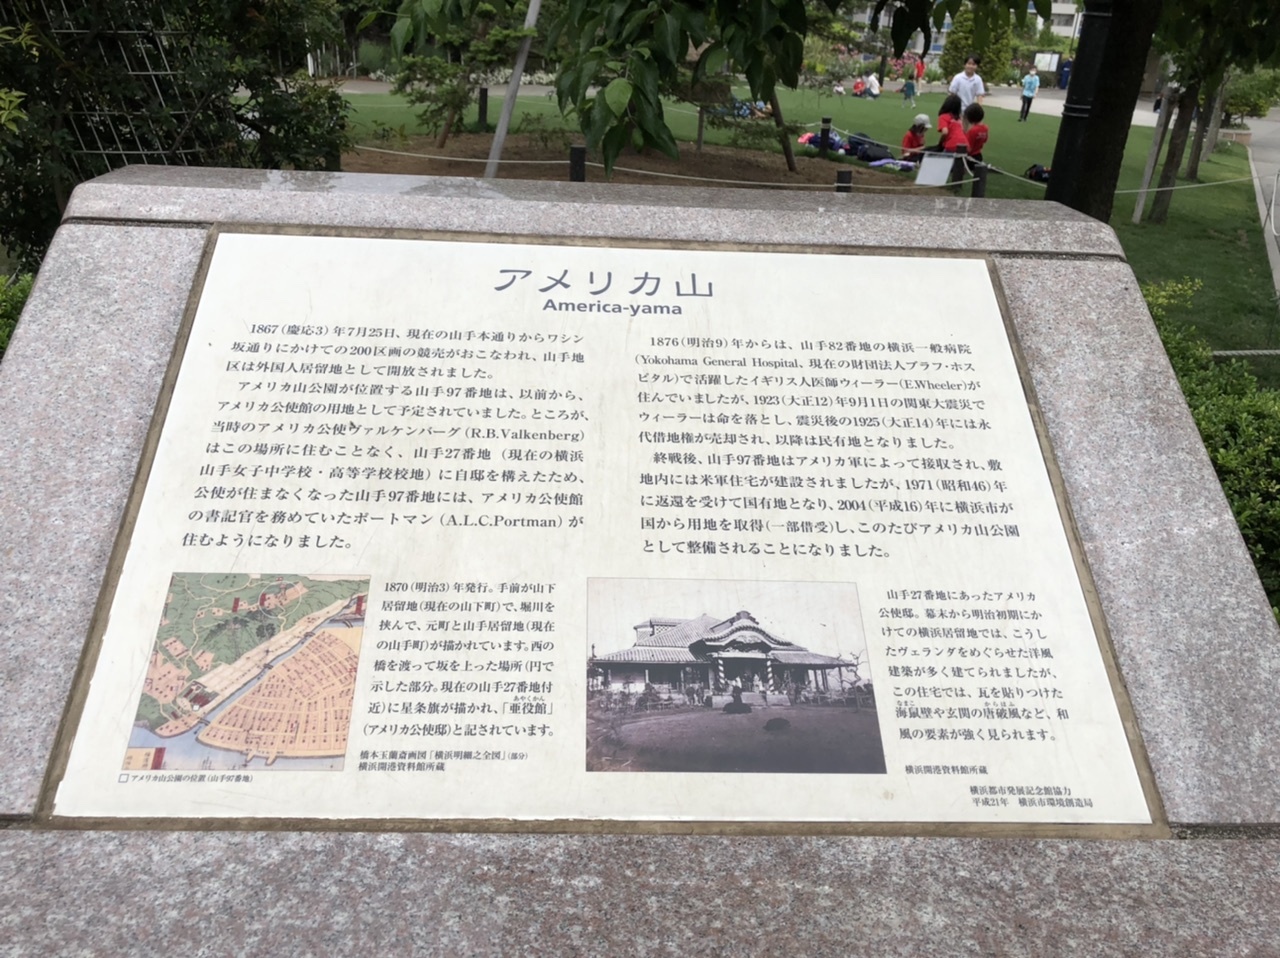 アメリカ山
America-yama
1867(慶応3)年7月25日、現在の山手本通りからワシン
坂通りにかけての200区画の競売がおこなわれ、山手地
区は外国人居留地として開放されました。
アメリカ山公園が位置する山手97番地は、以前から、
アメリカ公使館の用地として予定されていました。ところが、
当時のアメリカ公使ヴァルケンバーグ(R.B.Valkenberg)
はこの場所に住むことなく、山手27番地（現在の横浜
山手女子中学校・高等学校校地）に自邸を構えたため、
公使が住まなくなった山手97番地には、アメリカ公使館
の書記官を務めていたポートマン(A.L.C.Portman)が
住むようになりました。
1876(明治9)年からは、山手82番地の横浜一般病院
(Yokohama General Hospital、現在の財団法人ブラフ・ホス
ピタル)で活躍したイギリス人医師ウィーラー(E.Wheeler)が
住んでいましたが、1923(大正12)年9月1日の関東大震災で
ウィーラーは命を落とし、震災後の1925(大正14)年には永
代借地権が売却され、以降は民有地となりました。
終戦後、山手97番地はアメリカ軍によって接収され、敷
地内には米軍住宅が建設されましたが、1971(昭和46)年
に返還を受けて国有地となり、2004(平成16)年に横浜市が
国から用地を取得(一部借受)し、このたびアメリカ山公園
として整備されることになりました。
1870(明治3)年発行。手前が山下
居留地(現在の山下町)で、堀川を
挟んで、元町と山手居留地(現在
の山手町)が描かれています。西の
橋を渡って坂を上った場所(円で
示した部分。現在の山手27番地付
近)に星条旗が描かれ、「亜役館」
あやくかん
(アメリカ公使邸)と記されています。
橋本玉蘭斎画図「横浜明細之全図」(部分)
横浜開港資料館所蔵
□アメリカ山公園の位置(山手97番地)
山手27番地にあったアメリカ
公使邸。幕末から明治初期にか
けての横浜居留地では、こうし
たヴェランダをめぐらせた洋風
建築が多く建てられましたが、
この住宅では、瓦を貼りつけた
なまこ からはふ
海鼠壁や玄関の唐破風など、和
風の要素が強く見られます。
横浜開港資料館所蔵
横浜都市発展記念館協力
平成21年 横浜市環境創造局